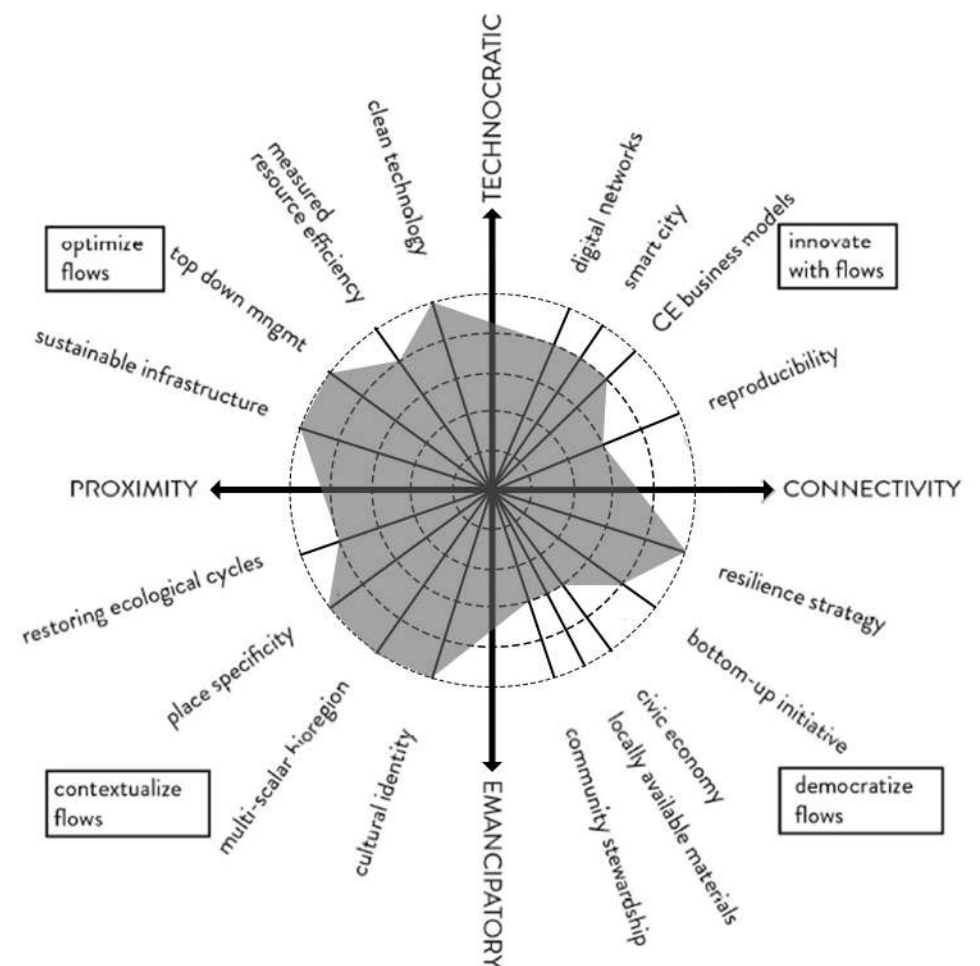 TECHNOCRATIC
clean technology
measured
resource efficiency
digital networks
smart city
CE business models
optimize
flows
innovate
with flows
top down mngmt
sustainable infrastructure
reproducibility
PROXIMITY
CONNECTIVITY
restoring ecological cycles
resilience strategy
place specificity
bottom-up initiative
multi-scalar bioregion
civic economy
cultural identity
locally available materials
community stewardship
contextualize
flows
democratize
flows
EMANCIPATORY